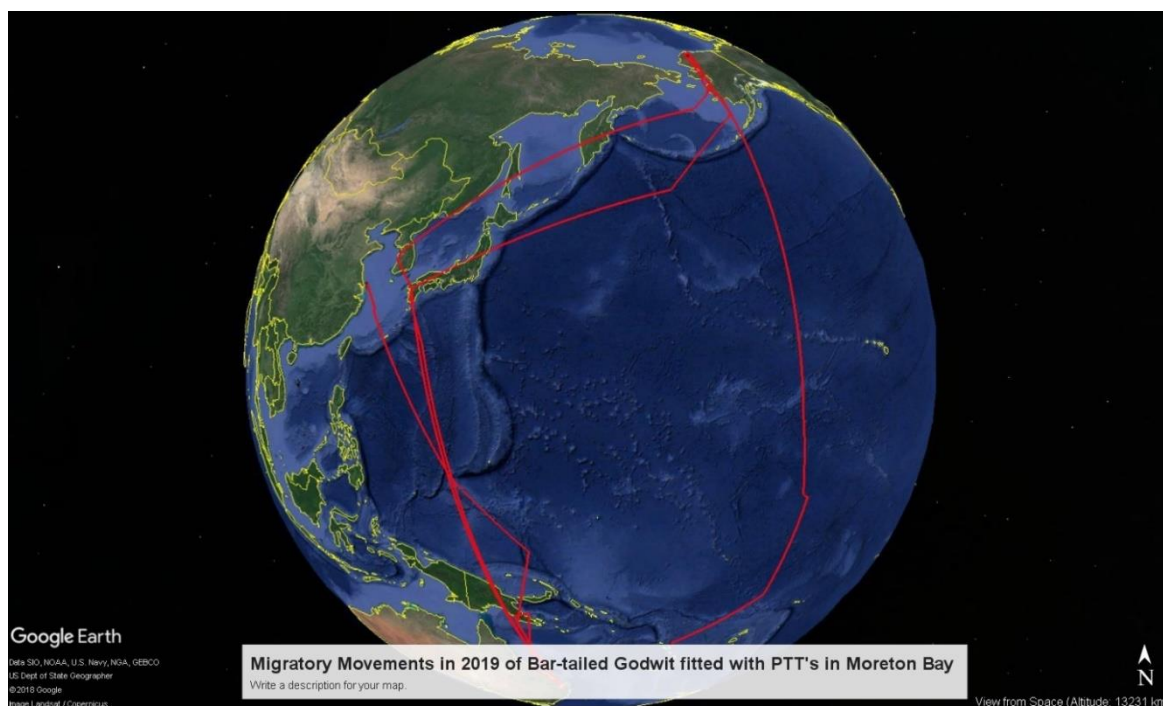 Google Earth
Data SIO, NOAA, U.S. Navy, NGA, GEBCO
US Dept of State Geographer
©2018 Google
Image Landsat / Copernicus
Migratory Movements in 2019 of Bar-tailed Godwit fitted with PTT's in Moreton Bay
Write a description for your map.
N
View from Space (Altitude: 13231 km